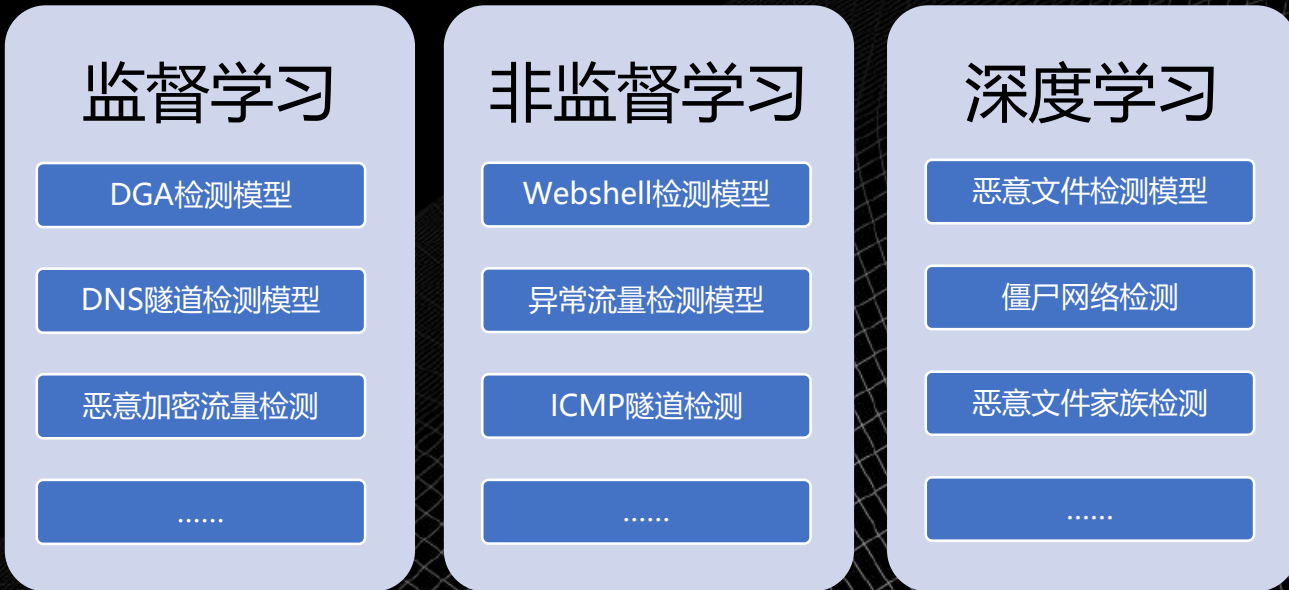 监督学习
DGA检测模型
DNS隧道检测模型
恶意加密流量检测
......
非监督学习
Webshell检测模型
异常流量检测模型
ICMP隧道检测
......
深度学习
恶意文件检测模型
僵尸网络检测
恶意文件家族检测
......